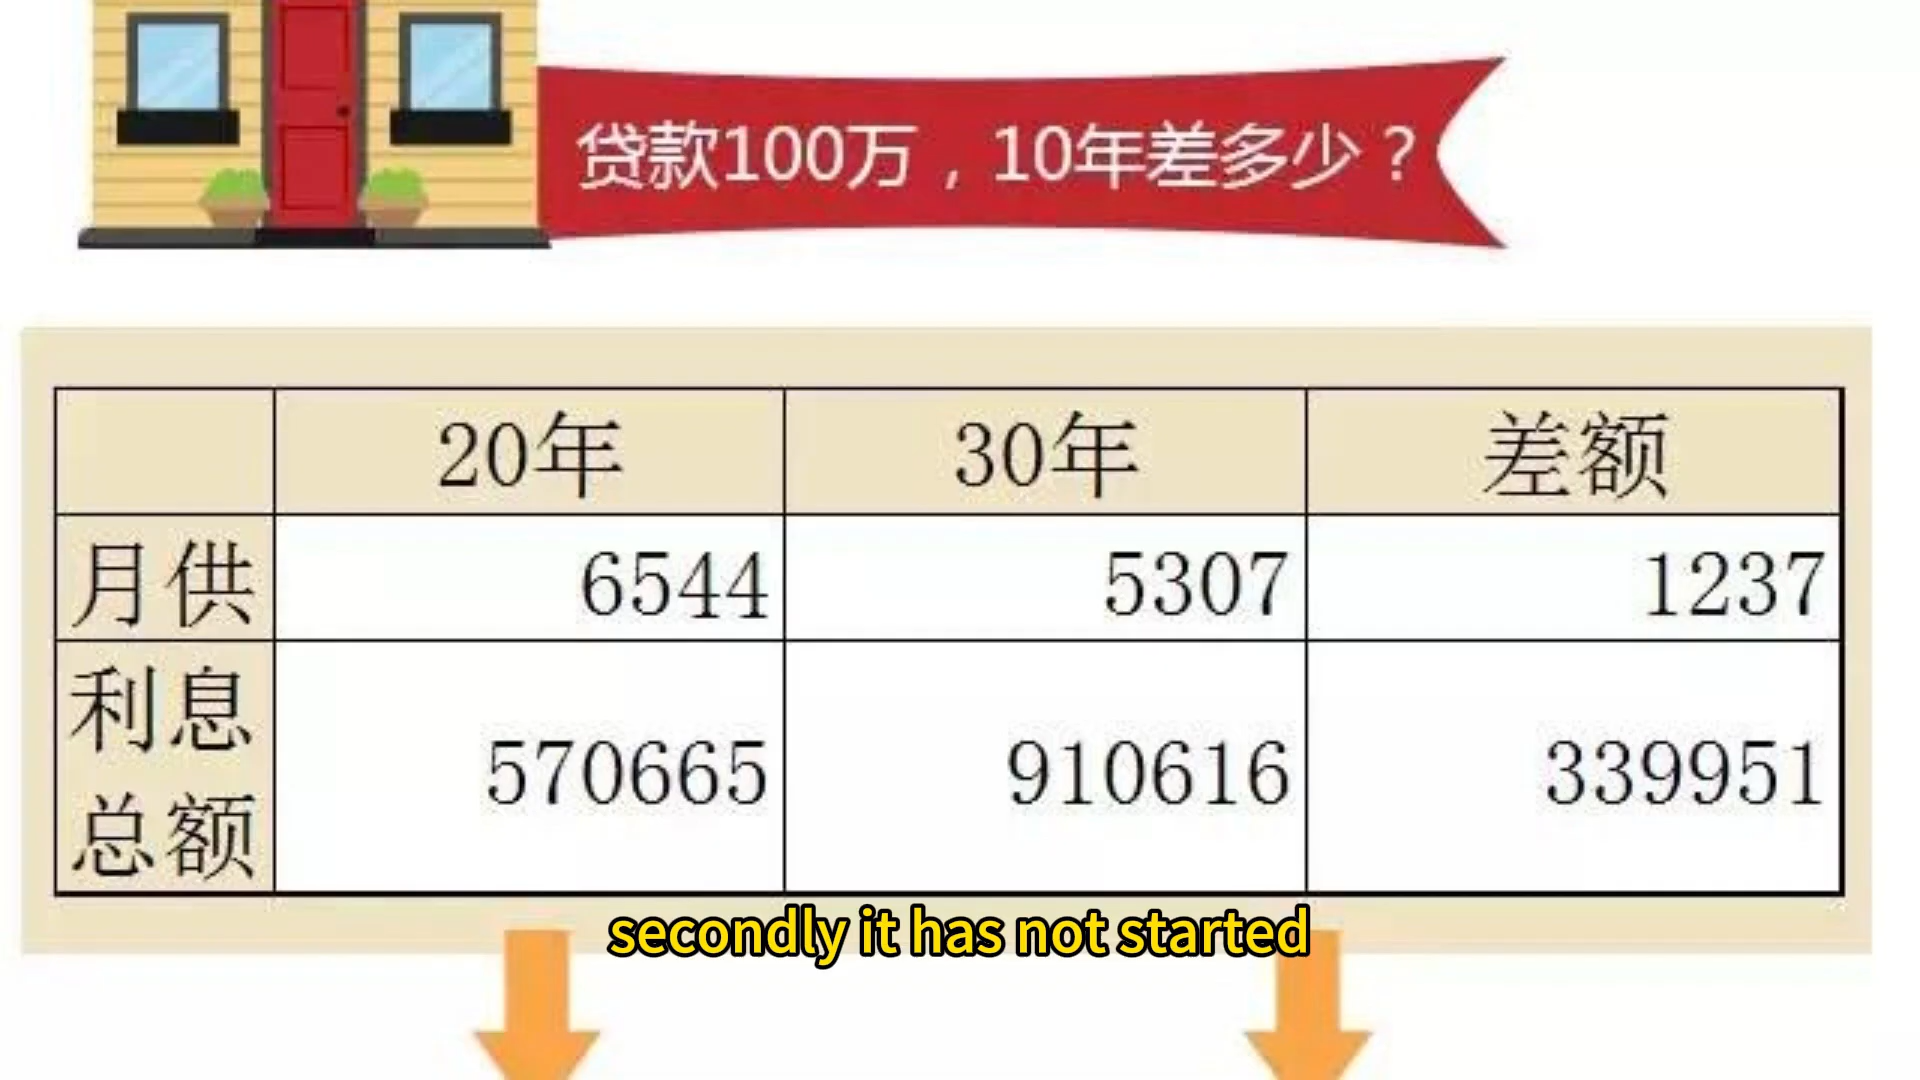 贷款100万，10年差多少？
20年 30年 差额
月供 6544 5307 1237
利息总额 570665 910616 339951
secondly it has not started